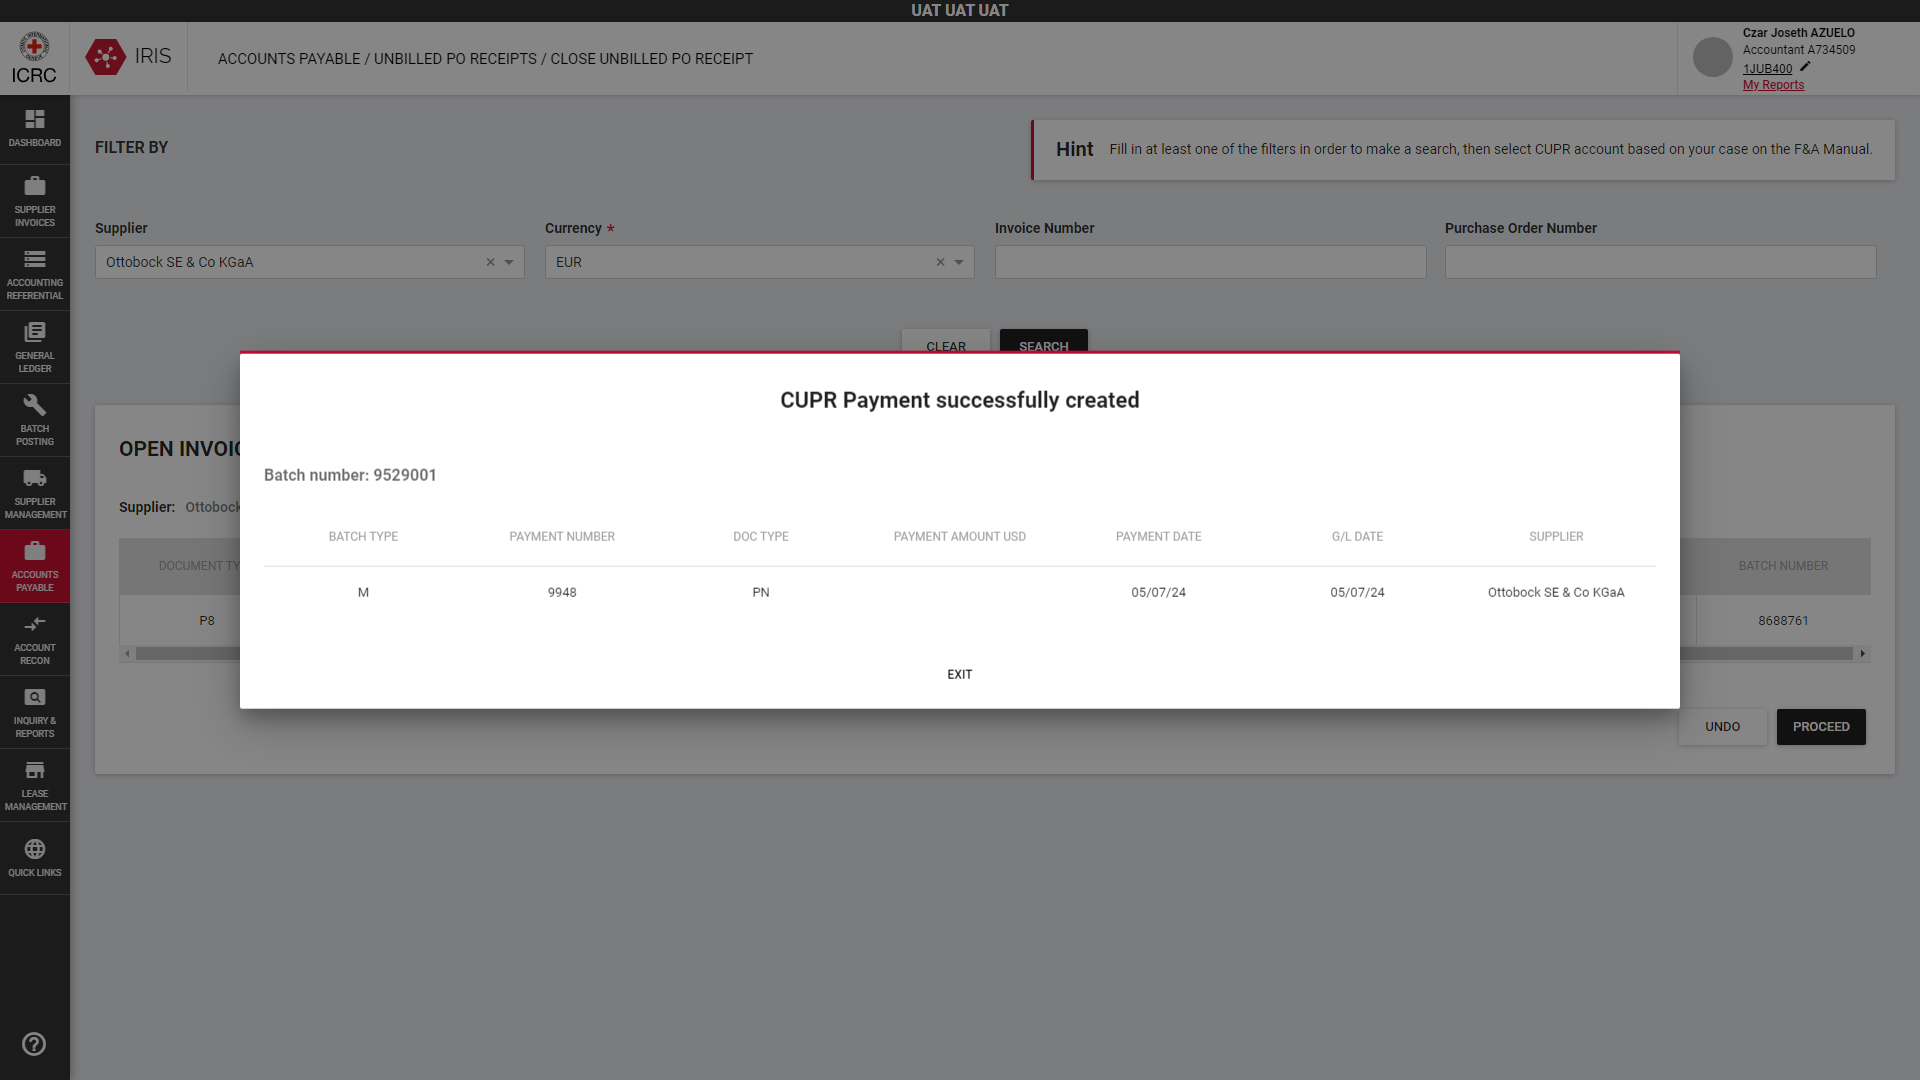 UAT UAT UAT
ICRC
IRIS
ACCOUNTS PAYABLE / UNBILLED PO RECEIPTS / CLOSE UNBILLED PO RECEIPT
Czar Joseth AZUELO
Accountant A734509
1JUB400
My Reports
DASHBOARD
SUPPLIER
INVOICES
ACCOUNTING
REFERENTIAL
GENERAL
LEDGER
BATCH
POSTING
SUPPLIER
MANAGEMENT
ACCOUNTS
PAYABLE
ACCOUNT
RECON
INQUIRY &
REPORTS
LEASE
MANAGEMENT
QUICK LINKS
FILTER BY
Hint Fill in at least one of the filters in order to make a search, then select CUPR account based on your case on the F&A Manual.
Supplier Currency * Invoice Number Purchase Order Number
Ottobock SE & Co KGaA EUR
CLEAR SEARCH
OPEN INVOIC
Supplier: Ottobock
DOCUMENT TY BATCH NUMBER
P8 8688761
UNDO PROCEED
CUPR Payment successfully created
Batch number: 9529001
BATCH TYPE PAYMENT NUMBER DOC TYPE PAYMENT AMOUNT USD PAYMENT DATE G/L DATE SUPPLIER
M 9948 PN 05/07/24 05/07/24 Ottobock SE & Co KGaA
EXIT